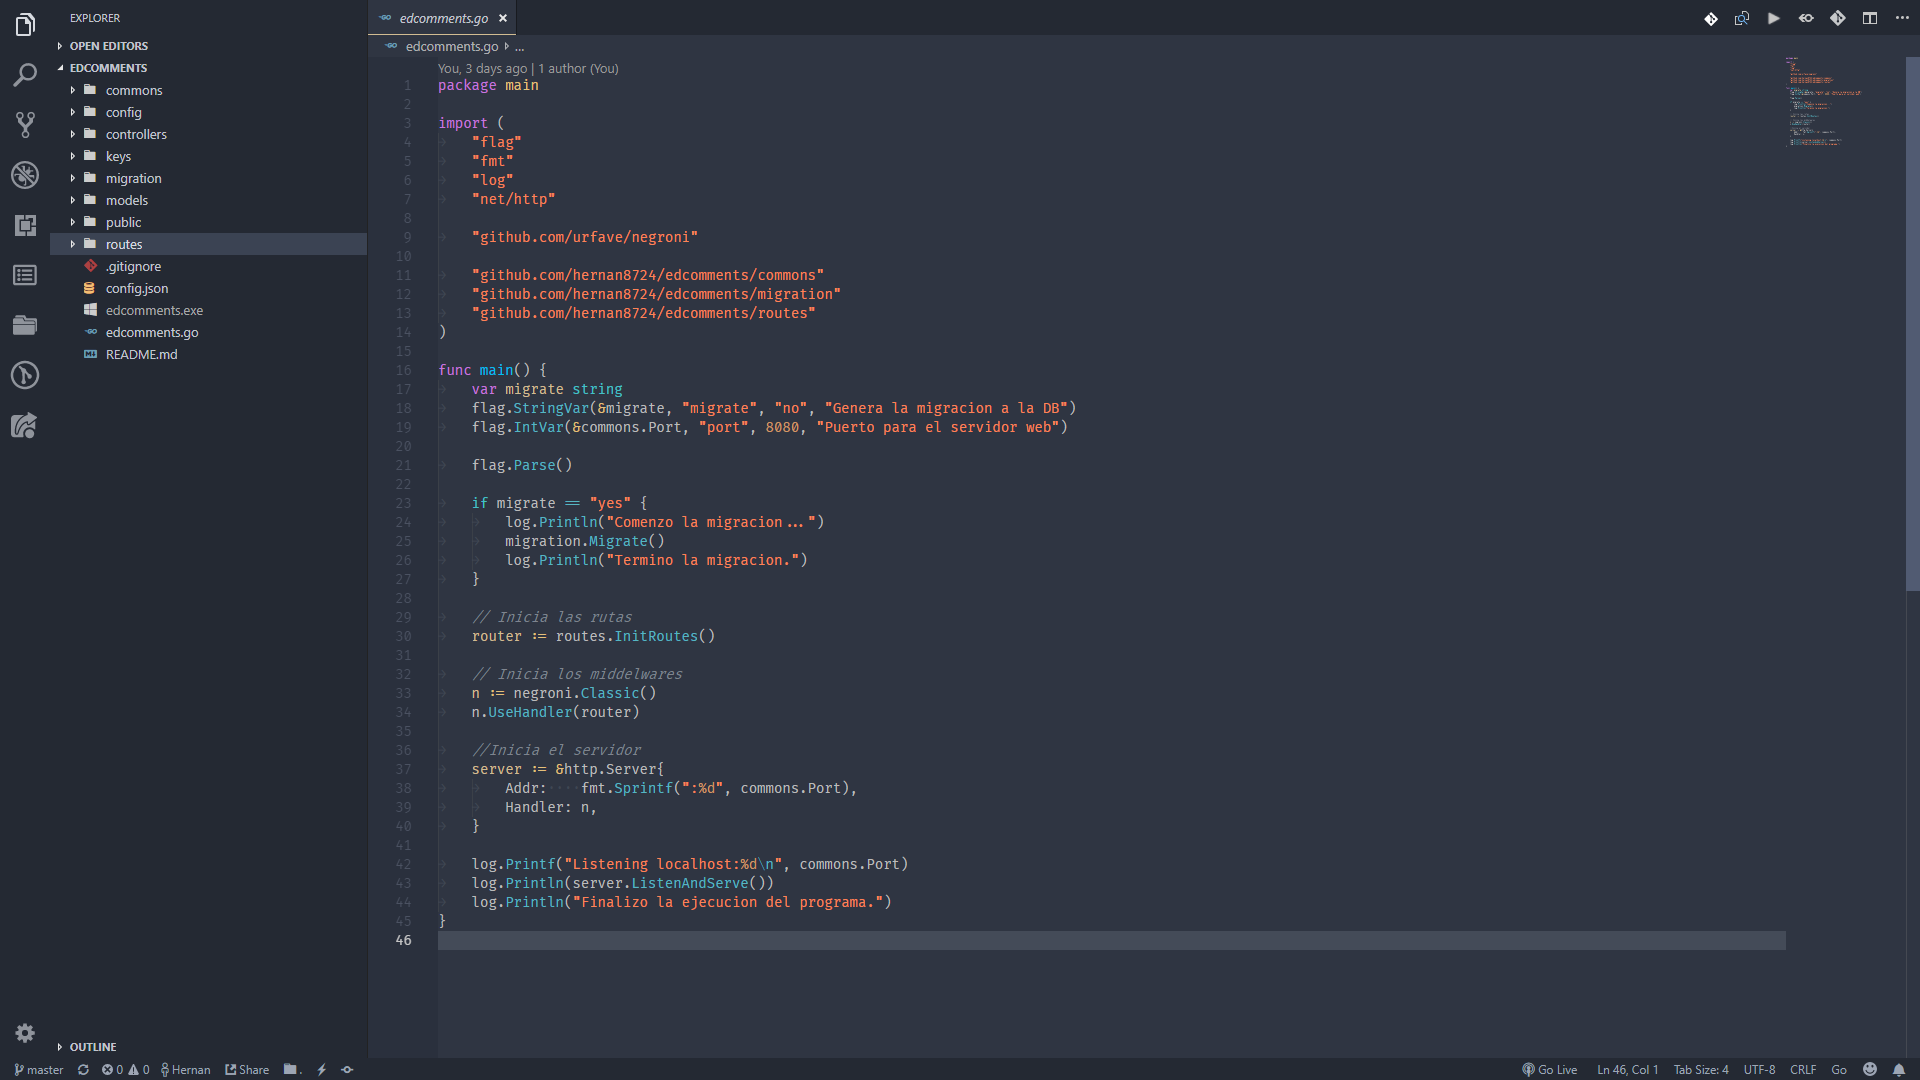 EXPLORER
OPEN EDITORS
EDCOMMENTS
commons
config
controllers
keys
migration
models
public
routes
.gitignore
config.json
edcomments.exe
edcomments.go
README.md
OUTLINE
edcomments.go ×
edcomments.go ▸ ...
You, 3 days ago | 1 author (You)
1 package main
2
3 import (
4 "flag"
5 "fmt"
6 "log"
7 "net/http"
8
9 "github.com/urfave/negroni"
10
11 "github.com/hernan8724/edcomments/commons"
12 "github.com/hernan8724/edcomments/migration"
13 "github.com/hernan8724/edcomments/routes"
14 )
15
16 func main() {
17 var migrate string
18 flag.StringVar(&migrate, "migrate", "no", "Genera la migracion a la DB")
19 flag.IntVar(&commons.Port, "port", 8080, "Puerto para el servidor web")
20
21 flag.Parse()
22
23 if migrate == "yes" {
24 log.Println("Comenzo la migracion...")
25 migration.Migrate()
26 log.Println("Termino la migracion.")
27 }
28
29 // Inicia las rutas
30 router := routes.InitRoutes()
31
32 // Inicia los middelwares
33 n := negroni.Classic()
34 n.UseHandler(router)
35
36 //Inicia el servidor
37 server := &http.Server{
38 Addr:    fmt.Sprintf(":%d", commons.Port),
39 Handler: n,
40 }
41
42 log.Printf("Listening localhost:%d\n", commons.Port)
43 log.Println(server.ListenAndServe())
44 log.Println("Finalizo la ejecucion del programa.")
45 }
46
master 0 0 Hernan Share . Go Live Ln 46, Col 1 Tab Size: 4 UTF-8 CRLF Go